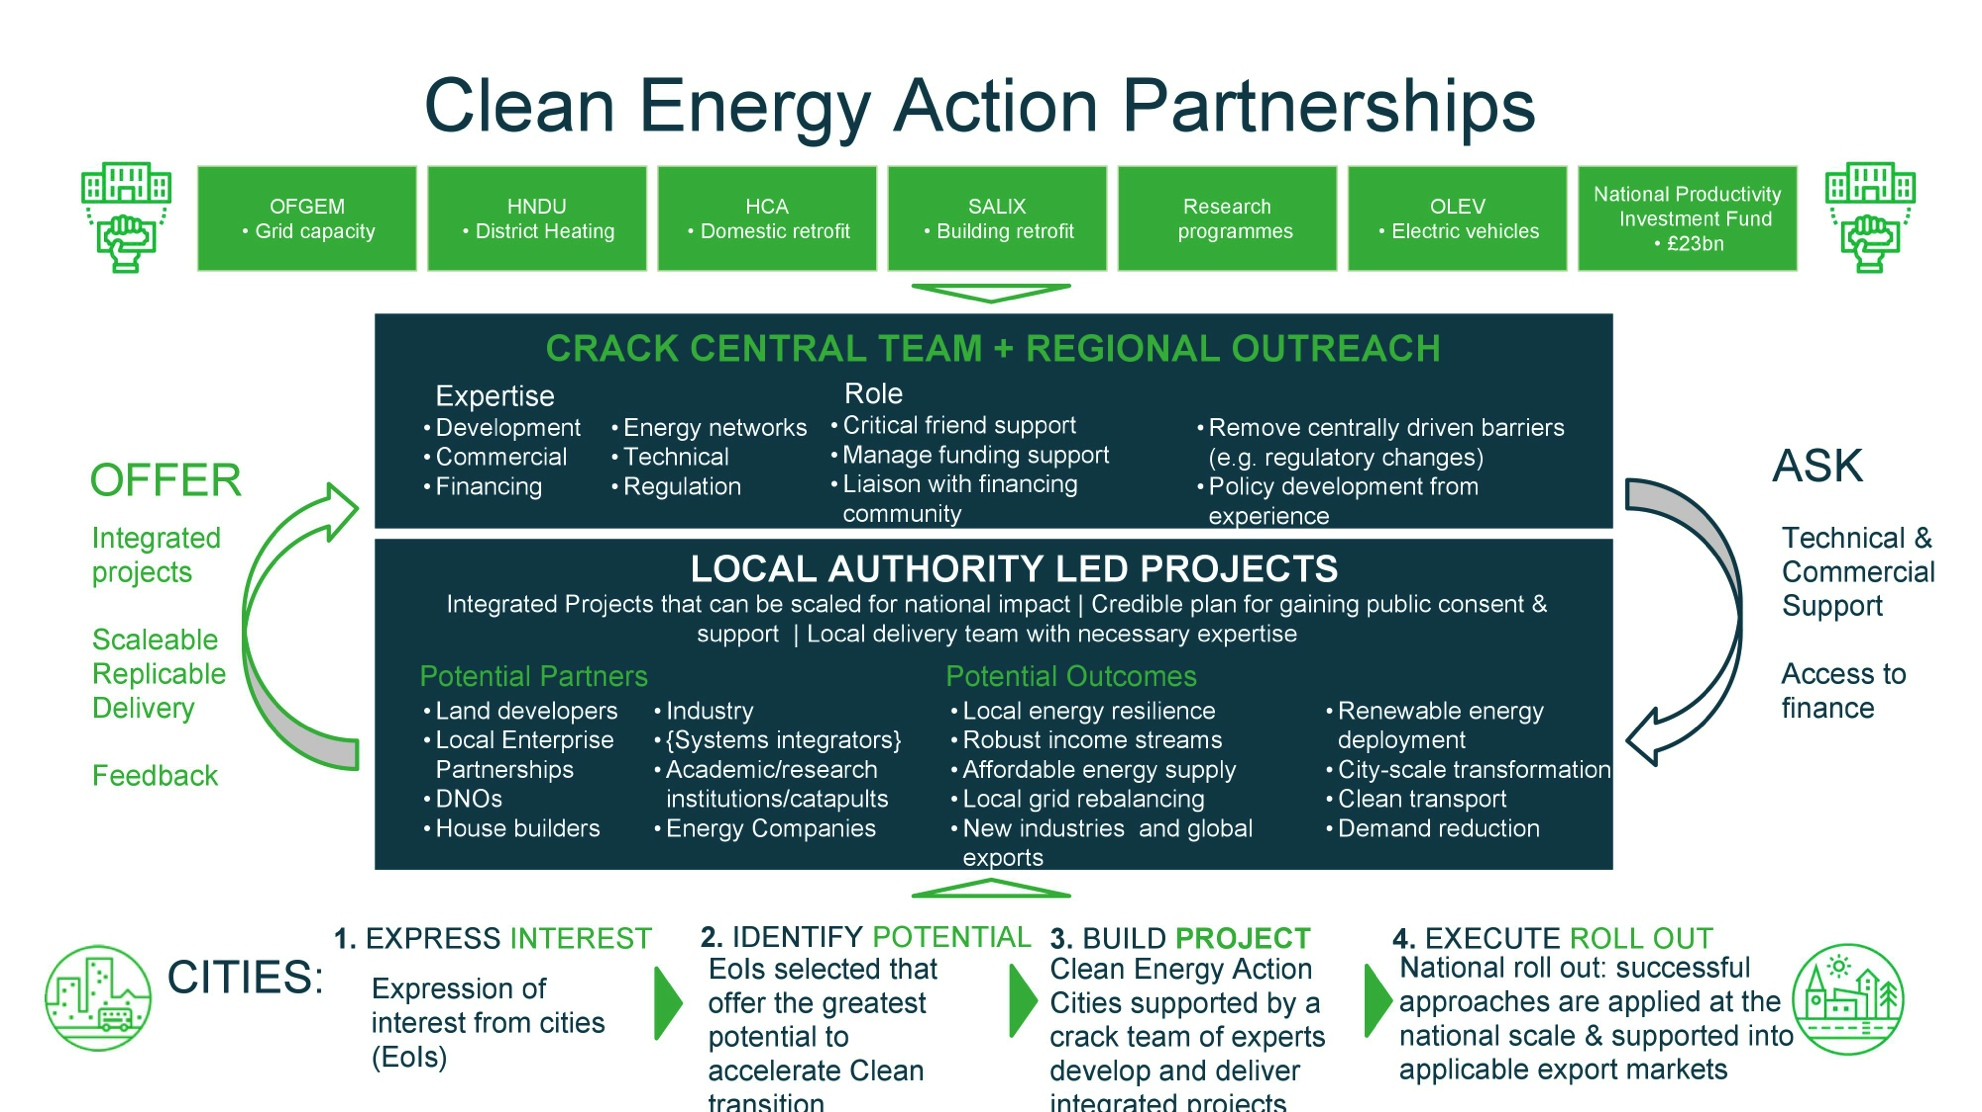 Clean Energy Action Partnerships
OFGEM
• Grid capacity
HNDU
• District Heating
HCA
• Domestic retrofit
SALIX
• Building retrofit
Research
programmes
OLEV
• Electric vehicles
National Productivity
Investment Fund
• £23bn
CRACK CENTRAL TEAM + REGIONAL OUTREACH
Expertise
• Development
• Commercial
• Financing
• Energy networks
• Technical
• Regulation
Role
• Critical friend support
• Manage funding support
• Liaison with financing
community
• Remove centrally driven barriers
(e.g. regulatory changes)
• Policy development from
experience
OFFER
Integrated
projects
Scaleable
Replicable
Delivery
Feedback
ASK
Technical &
Commercial
Support
Access to
finance
LOCAL AUTHORITY LED PROJECTS
Integrated Projects that can be scaled for national impact | Credible plan for gaining public consent &
support | Local delivery team with necessary expertise
Potential Partners
• Land developers
• Local Enterprise
Partnerships
• DNOs
• House builders
• Industry
• {Systems integrators}
• Academic/research
institutions/catapults
• Energy Companies
Potential Outcomes
• Local energy resilience
• Robust income streams
• Affordable energy supply
• Local grid rebalancing
• New industries and global
exports
• Renewable energy
deployment
• City-scale transformation
• Clean transport
• Demand reduction
CITIES:
1. EXPRESS INTEREST
Expression of
interest from cities
(EoIs)
2. IDENTIFY POTENTIAL
EoIs selected that
offer the greatest
potential to
accelerate Clean
transition
3. BUILD PROJECT
Clean Energy Action
Cities supported by a
crack team of experts
develop and deliver
integrated projects
4. EXECUTE ROLL OUT
National roll out: successful
approaches are applied at the
national scale & supported into
applicable export markets